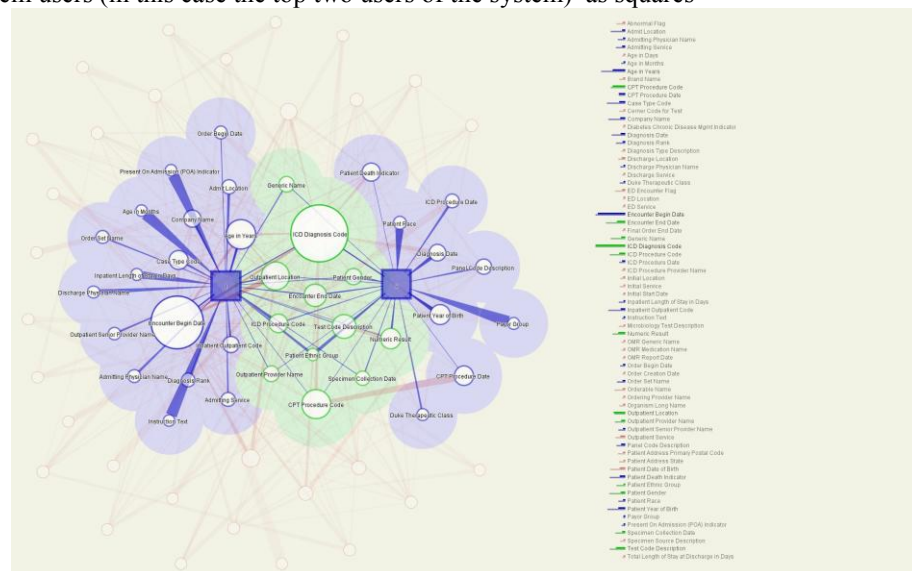 em users (in this case the top two users of the system) as squares
Order Begin Date
Present On Admission (POA) Indicator
Admit Location
Generic Name
Patient Death Indicator
Age in Months
Company Name
ICD Procedure Date
Patient Race
Order Set Name
Age in Years
ICD Diagnosis Code
Diagnosis Date
Case Type Code
Panel Code Description
Inpatient Length of Stay in Days
Outpatient Location
Patient Gender
Discharge Physician Name
Encounter End Date
Encounter Begin Date
Patient Year of Birth
Paper Group
ICD Procedure Code
Test Code Description
Outpatient Senior Provider Name
Numeric Result
Inpatient Outpatient Code
Patient Ethnic Group
Admitting Physician Name
Diagnosis Rank
Outpatient Provider Name
Specimen Collection Date
CPT Procedure Date
Admitting Service
CPT Procedure Code
Duke Therapeutic Class
Instruction Text
Abnormal Flag
Admit Location
Admitting Physician Name
Admitting Service
Age in Days
Age in Months
Age in Years
Brand Name
CPT Procedure Code
CPT Procedure Date
Case Type Code
Center Code for Test
Company Name
Diabetes Chronic Disease Mgmt Indicator
Diagnosis Date
Diagnosis Rank
Diagnosis Type Description
Discharge Location
Discharge Physician Name
Discharge Service
Duke Therapeutic Class
ED Encounter Flag
ED Location
ED Service
Encounter Begin Date
Encounter End Date
Final Order End Date
Generic Name
ICD Diagnosis Code
ICD Procedure Code
ICD Procedure Date
ICD Procedure Provider Name
Initial Location
Initial Service
Initial Start Date
Inpatient Length of Stay in Days
Inpatient Outpatient Code
Instruction Text
Microbiology Test Description
Numeric Result
OMR Generic Name
OMR Medication Name
OMR Report Date
Order Begin Date
Order Creation Date
Order Set Name
Orderable Name
Ordering Provider Name
Organism Long Name
Outpatient Location
Outpatient Provider Name
Outpatient Senior Provider Name
Outpatient Service
Panel Code Description
Patient Address Primary Postal Code
Patient Address State
Patient Date of Birth
Patient Death Indicator
Patient Ethnic Group
Patient Gender
Patient Race
Patient Year of Birth
Paper Group
Present On Admission (POA) Indicator
Specimen Collection Date
Specimen Source Description
Test Code Description
Total Length of Stay at Discharge in Days